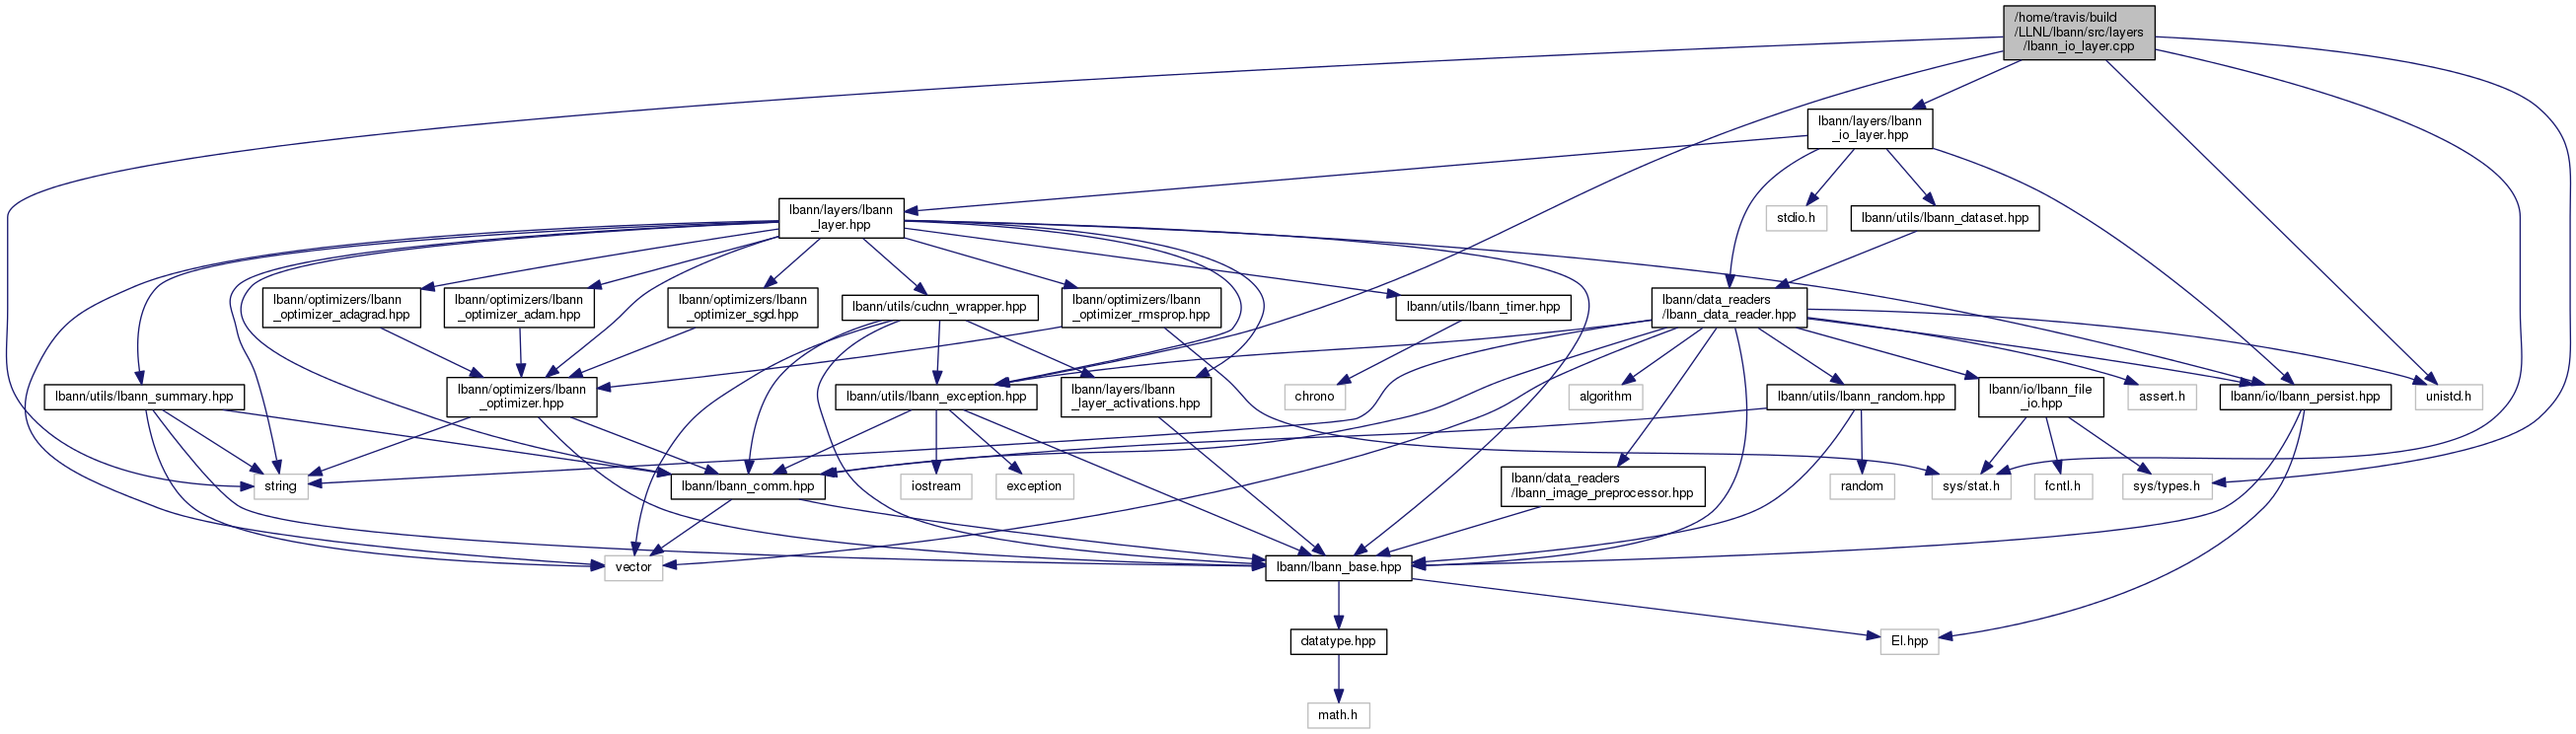 /home/travis/build
/LLNL/lbann/src/layers
/lbann_io_layer.cpp
lbann/layers/lbann
_io_layer.hpp
lbann/layers/lbann
_layer.hpp
stdio.h
lbann/utils/lbann_dataset.hpp
lbann/optimizers/lbann
_optimizer_adagrad.hpp
lbann/optimizers/lbann
_optimizer_adam.hpp
lbann/optimizers/lbann
_optimizer_sgd.hpp
lbann/utils/cudnn_wrapper.hpp
lbann/optimizers/lbann
_optimizer_rmsprop.hpp
lbann/utils/lbann_timer.hpp
lbann/data_readers
/lbann_data_reader.hpp
lbann/utils/lbann_summary.hpp
lbann/optimizers/lbann
_optimizer.hpp
lbann/utils/lbann_exception.hpp
lbann/layers/lbann
_layer_activations.hpp
chrono
algorithm
lbann/utils/lbann_random.hpp
lbann/io/lbann_file
_io.hpp
assert.h
lbann/io/lbann_persist.hpp
unistd.h
string
lbann/lbann_comm.hpp
iostream
exception
lbann/data_readers
/lbann_image_preprocessor.hpp
random
sys/stat.h
fcntl.h
sys/types.h
vector
lbann/lbann_base.hpp
datatype.hpp
El.hpp
math.h